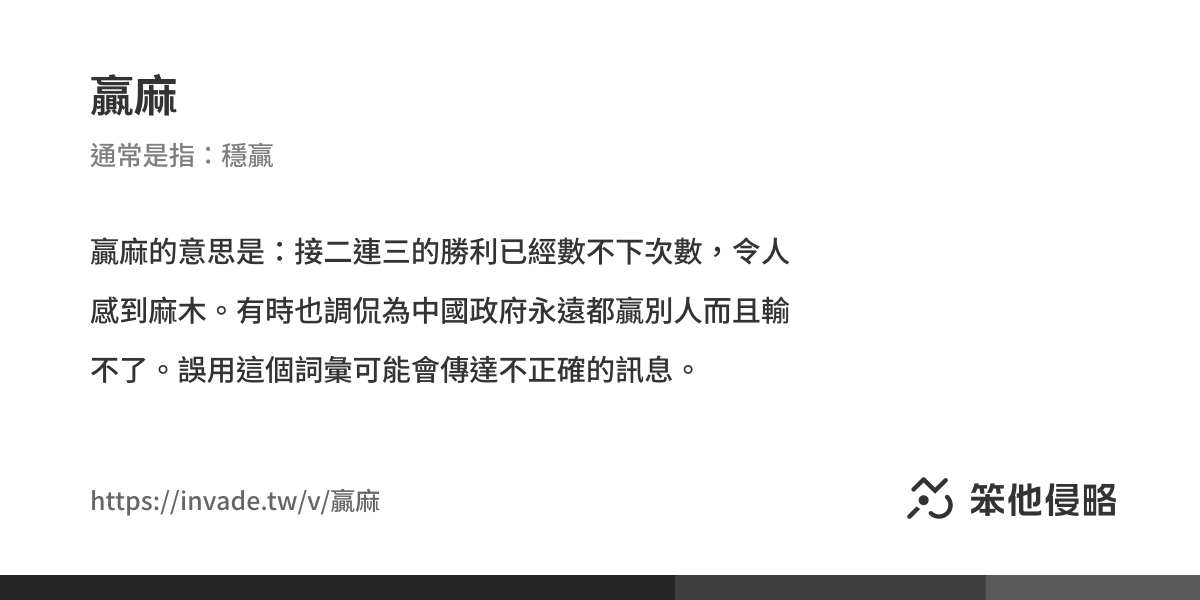 贏麻
通常是指：穩贏
贏麻的意思是：接二連三的勝利已經數不下次數，令人
感到麻木。有時也調侃為中國政府永遠都贏別人而且輸
不了。誤用這個詞彙可能會傳達不正確的訊息。
https://invade.tw/v/贏麻
笨他侵略